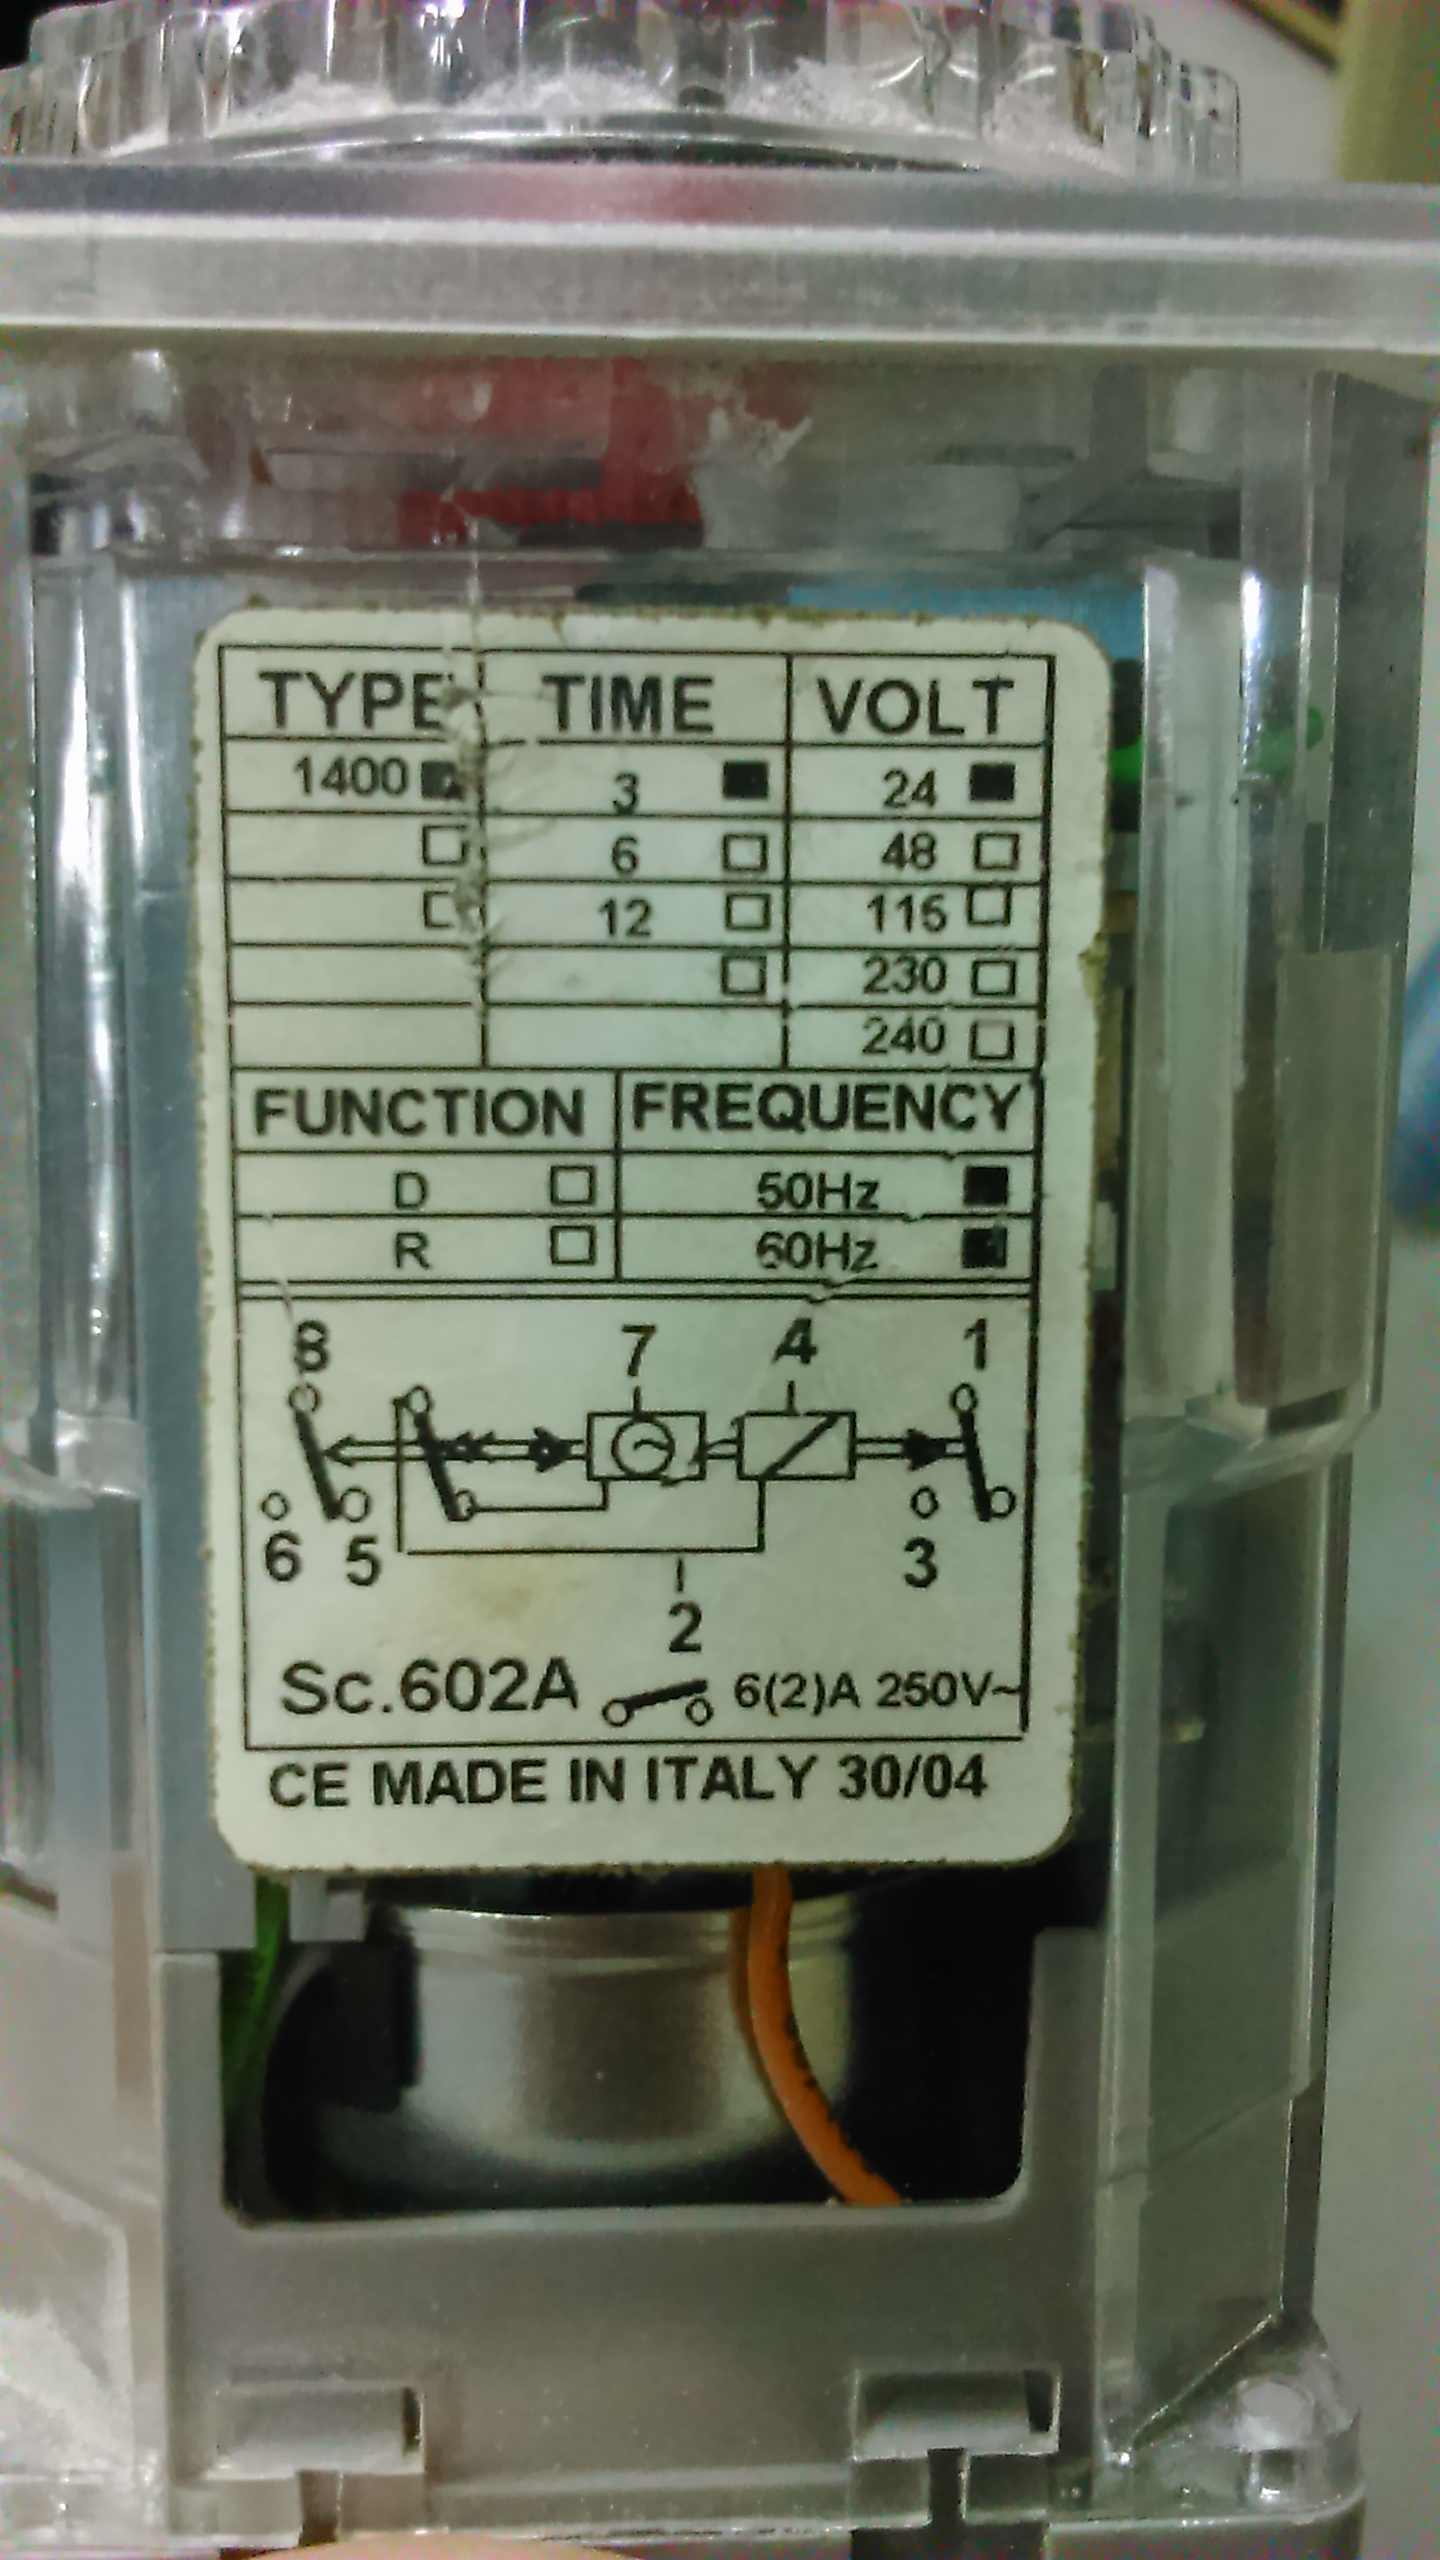 TYPE TIME VOLT
1400 3 24
6 48
12 115
230
240
FUNCTION FREQUENCY
D 50Hz
R 60Hz
8 7 4 1
6 5 3
2
Sc.602A 6(2)A 250V~
CE MADE IN ITALY 30/04